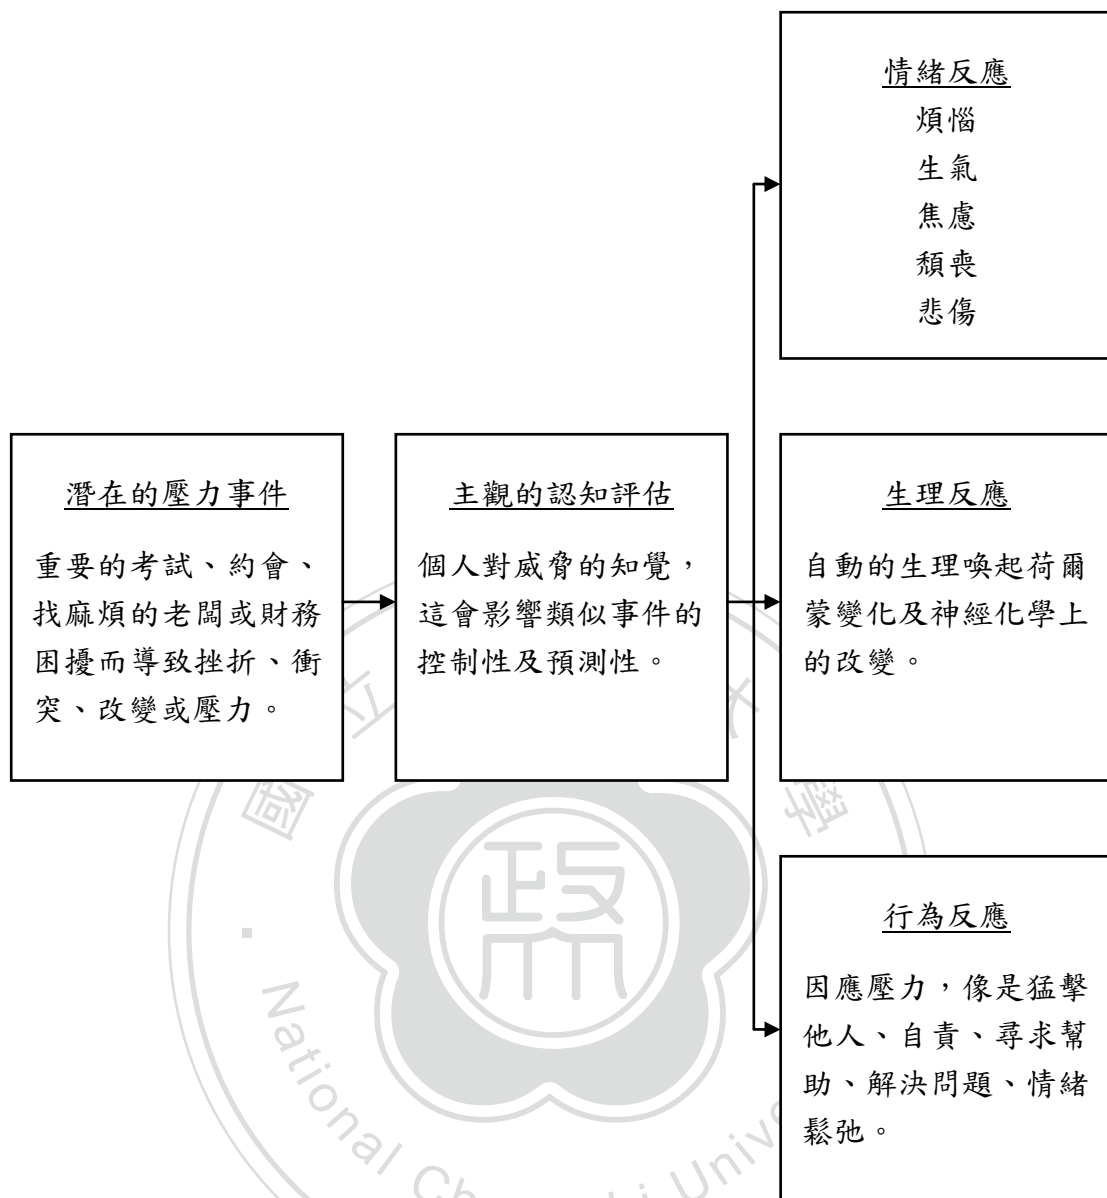 情緒反應
煩惱
生氣
焦慮
頹喪
悲傷
潛在的壓力事件
重要的考試、約會、
找麻煩的老闆或財務
困擾而導致挫折、衝
突、改變或壓力。
主觀的認知評估
個人對威脅的知覺，
這會影響類似事件的
控制性及預測性。
生理反應
自動的生理喚起荷爾
蒙變化及神經化學上
的改變。
行為反應
因應壓力，像是猛擊
他人、自責、尋求幫
助、解決問題、情緒
鬆弛。
國立
大學
政
National